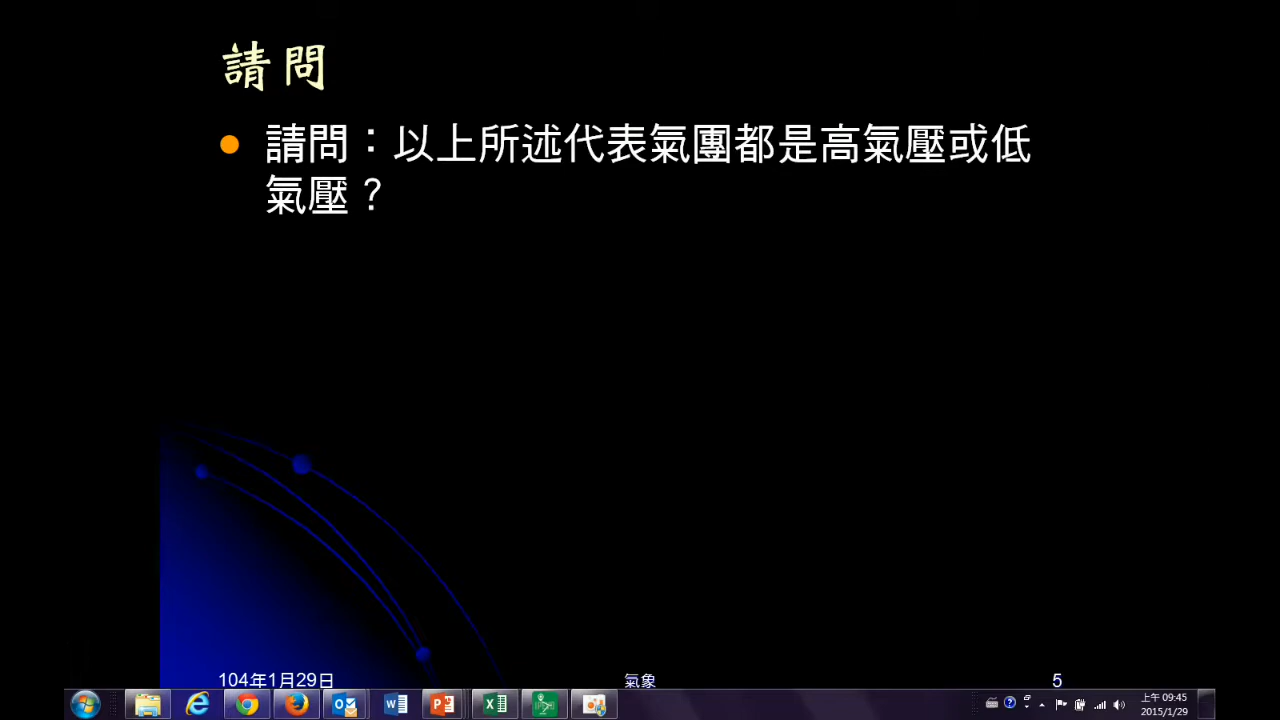 請問
請問：以上所述代表氣團都是高氣壓或低
氣壓？
104年1月29日
氣象
5
上午 09:45
2015/1/29